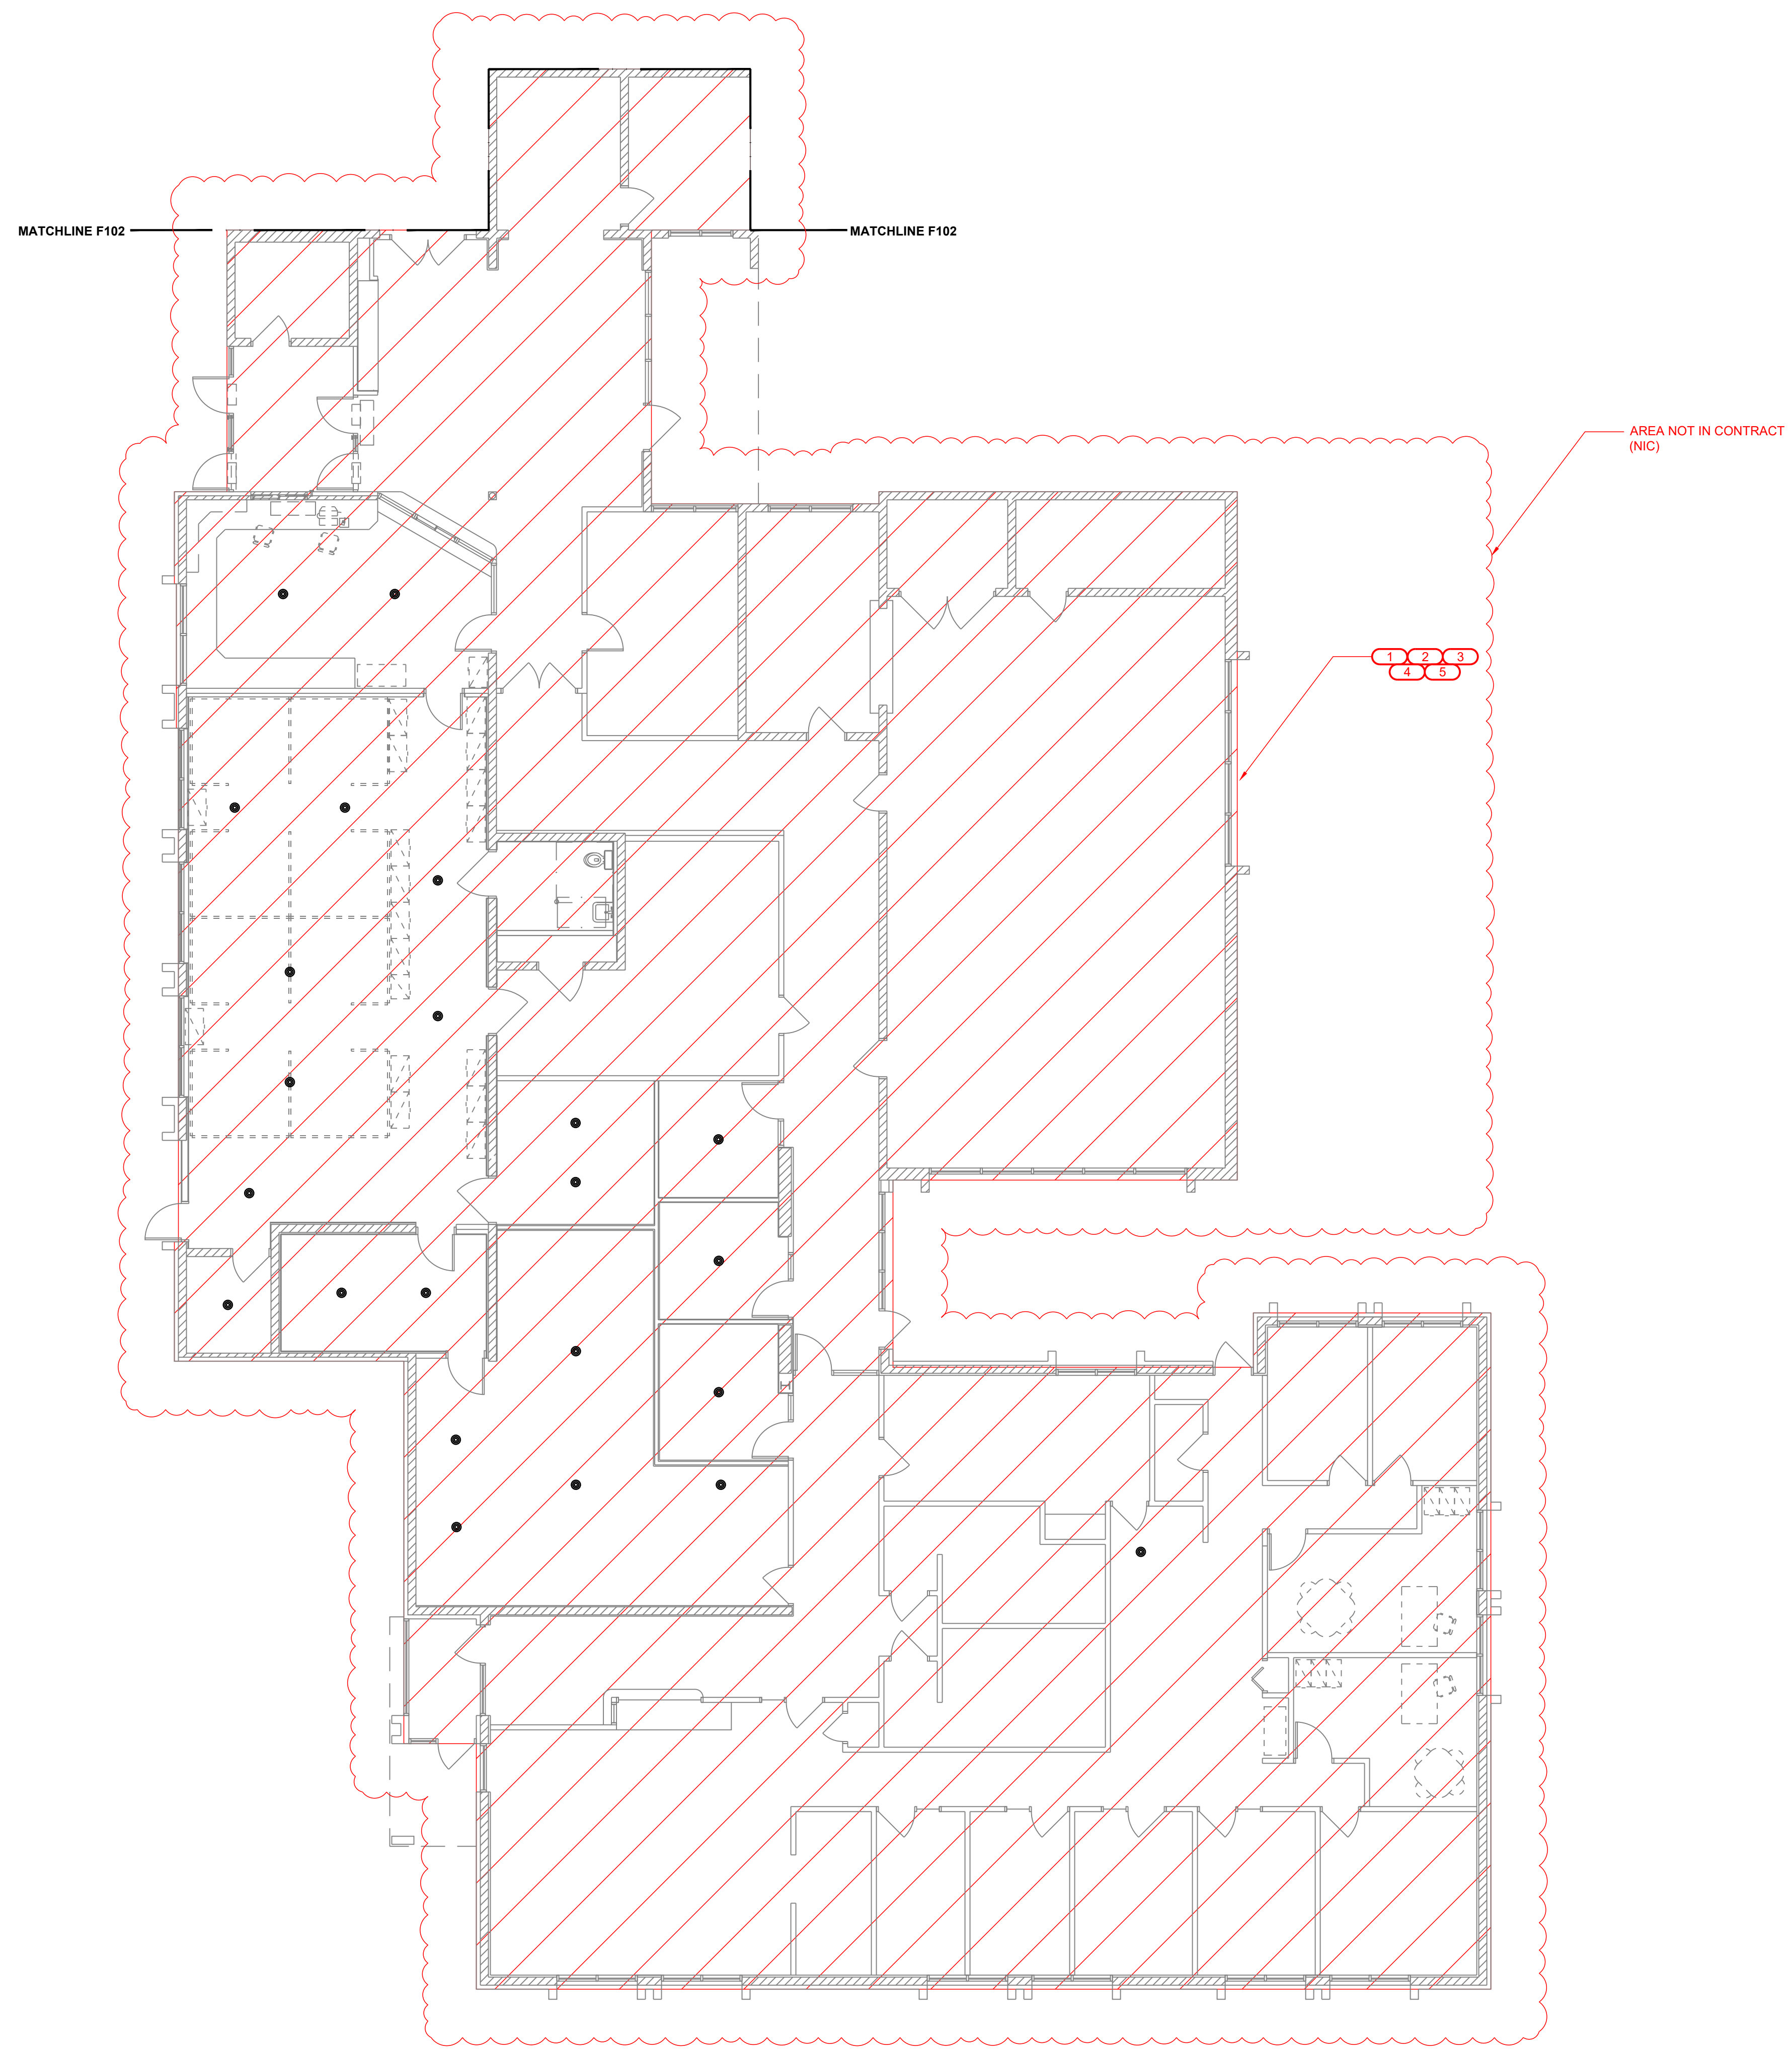 MATCHLINE F102
MATCHLINE F102
AREA NOT IN CONTRACT
(NIC)
1 2 3
4 5